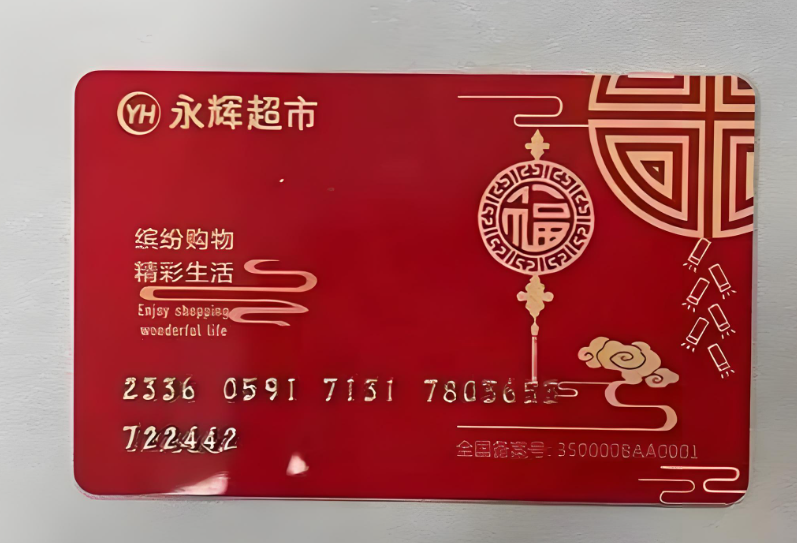 YH 永辉超市
福
缤纷购物
精彩生活
Enjoy shopping
wonderful life
2336 0591 7131
722442
全国备案号: